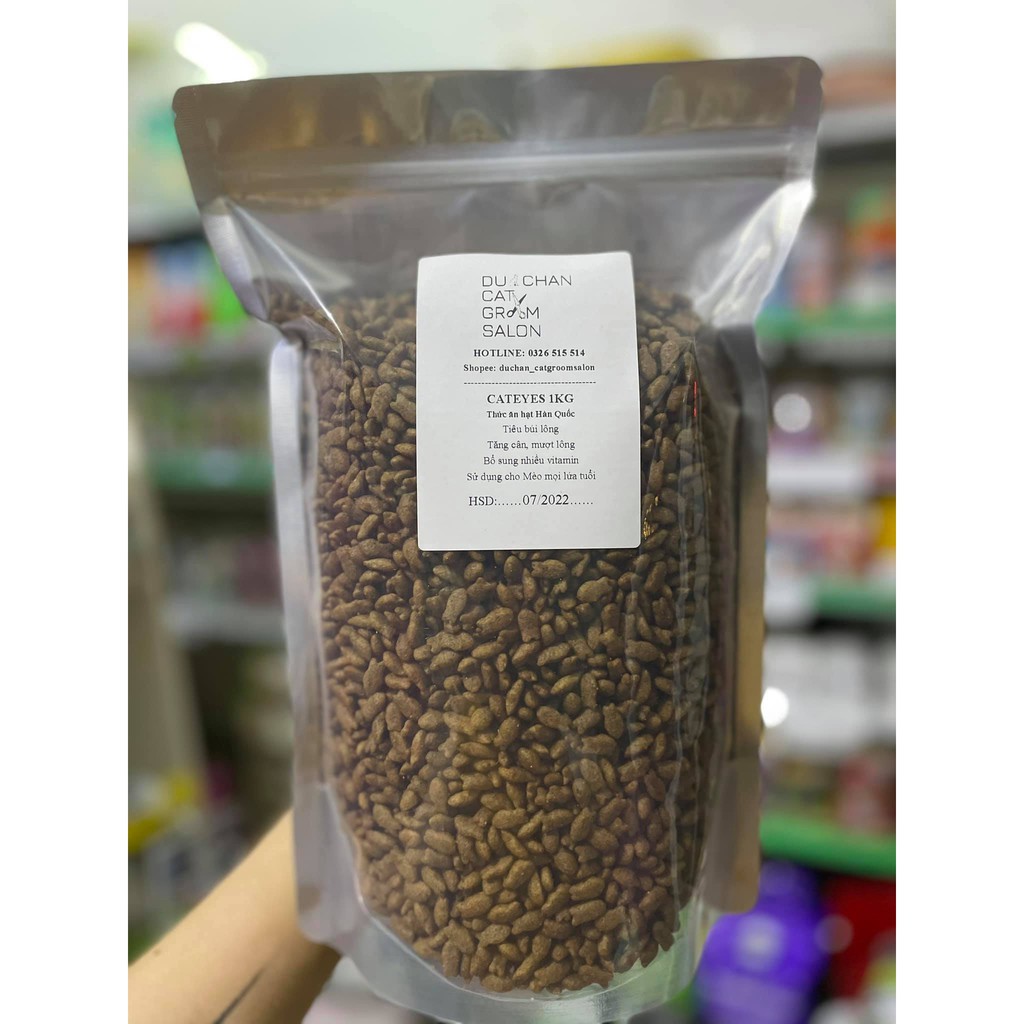 DUCHAN
CAT
GROOM
SALON
HOTLINE: 0326 515 514
Shopee: duchan_catgroomsalon
--------------------------------------
CATEYES 1KG
Thức ăn hạt Hàn Quốc
Tiêu búi lông
Tăng cân, mượt lông
Bổ sung nhiều vitamin
Sử dụng cho Mèo mọi lứa tuổi
HSD:......07/2022......